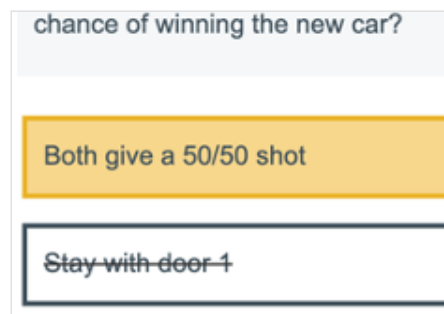 chance of winning the new car?
Both give a 50/50 shot
Stay with door 1